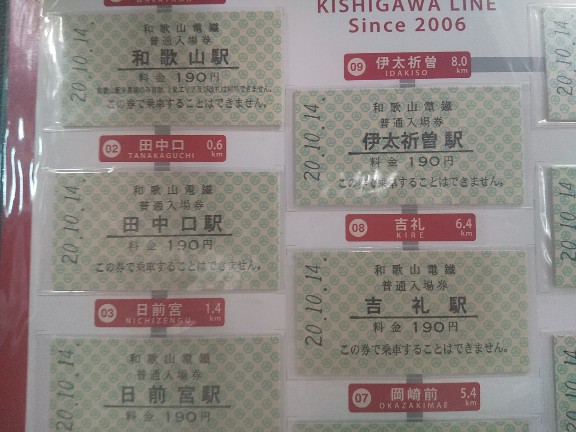 KISHIGAWA LINE
Since 2006
20.10.14.
和歌山電鐵
普通入場券
和歌山駅
料金 190円
この券で乗車することはできません。
02 田中口 0.6 km
TANAKAGUCHI
20.10.14.
和歌山電鐵
普通入場券
田中口駅
料金 190円
この券で乗車することはできません。
03 日前宮 1.4 km
NICHIZENGU
20.10.14.
和歌山電鐵
普通入場券
日前宮駅
料金 190円
09 伊太祈曽 8.0 km
IDAKISO
20.10.14.
和歌山電鐵
普通入場券
伊太祈曽駅
料金 190円
この券で乗車することはできません。
08 吉礼 6.4 km
KIRE
20.10.14.
和歌山電鐵
普通入場券
吉礼駅
料金 190円
この券で乗車することはできません。
07 岡崎前 5.4 km
OKAZAKIMAE